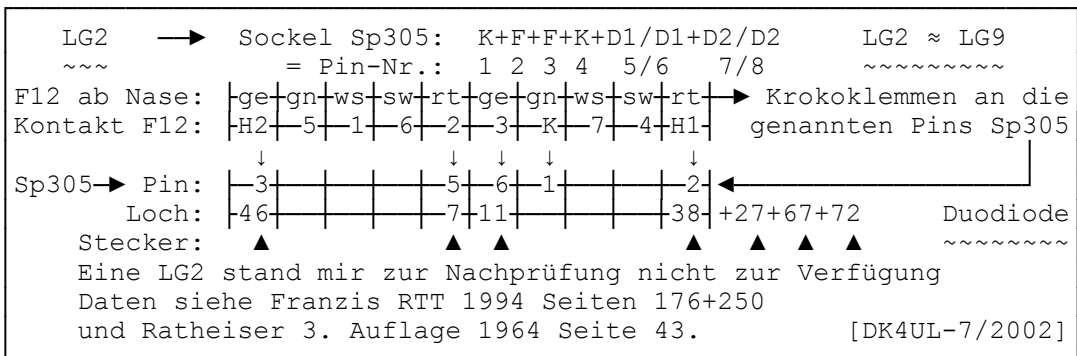 LG2 ──► Sockel Sp305: K+F+F+K+D1/D1+D2/D2 LG2 ≈ LG9
~~~ = Pin-Nr.: 1 2 3 4 5/6 7/8 ~~~~~~~~~
F12 ab Nase: ├ge┼gn┼ws┼sw┼rt┼ge┼gn┼ws┼sw┼rt┼─► Krokoklemmen an die
Kontakt F12: ├H2┼─5┼─1┼─6┼─2┼─3┼─K┼─7┼─4┼H1┤ genannten Pins Sp305
↓ ↓ ↓ ↓ ↓
Sp305─► Pin: ├─3┼──┼──┼──┼─5┼─6┼─1┼──┼──┼─2┤◄
Loch: ├46┼──┼──┼──┼─7┼11┼──┼──┼──┼38┤+27+67+72 Duodiode
Stecker: ▲ ▲ ▲ ▲ ▲ ▲ ▲ ~~~~~~~~
Eine LG2 stand mir zur Nachprüfung nicht zur Verfügung
Daten siehe Franzis RTT 1994 Seiten 176+250
und Ratheiser 3. Auflage 1964 Seite 43. [DK4UL-7/2002]